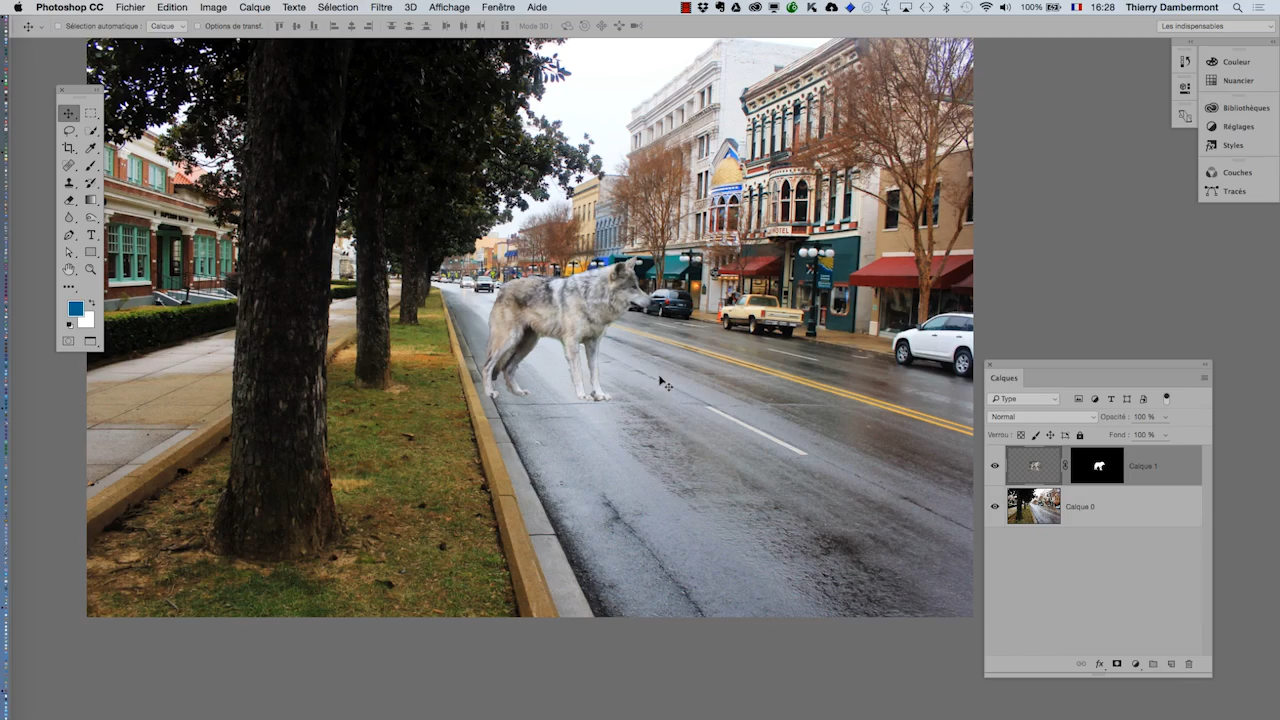 Photoshop CC Fichier Edition Image Calque Texte Sélection Filtre 3D Affichage Fenêtre Aide 100% 16:28 Thierry Dambermont
Sélection automatique : Calque Options de transf. Mode 3D : Les indispensables
Couleur
Nuancier
Bibliothèques
Réglages
Styles
Couches
Tracés
HOTEL
Calques
Type
Normal Opacité : 100 %
Verrou : Fond : 100 %
Calque 1
Calque 0